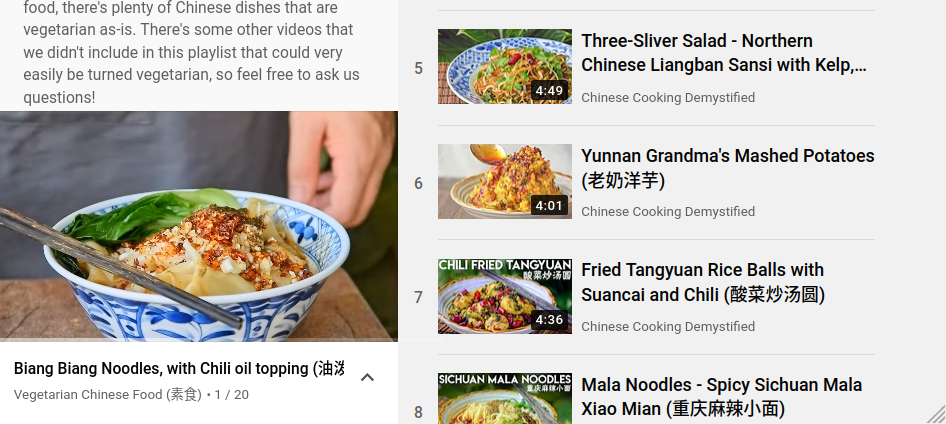 food, there's plenty of Chinese dishes that are
vegetarian as-is. There's some other videos that
we didn't include in this playlist that could very
easily be turned vegetarian, so feel free to ask us
questions!
Biang Biang Noodles, with Chili oil topping (油泼
Vegetarian Chinese Food (素食) • 1 / 20
5
4:49
Three-Sliver Salad - Northern
Chinese Liangban Sansi with Kelp,...
Chinese Cooking Demystified
6
4:01
Yunnan Grandma's Mashed Potatoes
(老奶洋芋)
Chinese Cooking Demystified
7
CHILI FRIED TANGYUAN
酸菜炒汤圆
4:36
Fried Tangyuan Rice Balls with
Suancai and Chili (酸菜炒汤圆)
Chinese Cooking Demystified
8
SICHUAN MALA NOODLES
重庆麻辣小面
Mala Noodles - Spicy Sichuan Mala
Xiao Mian (重庆麻辣小面)